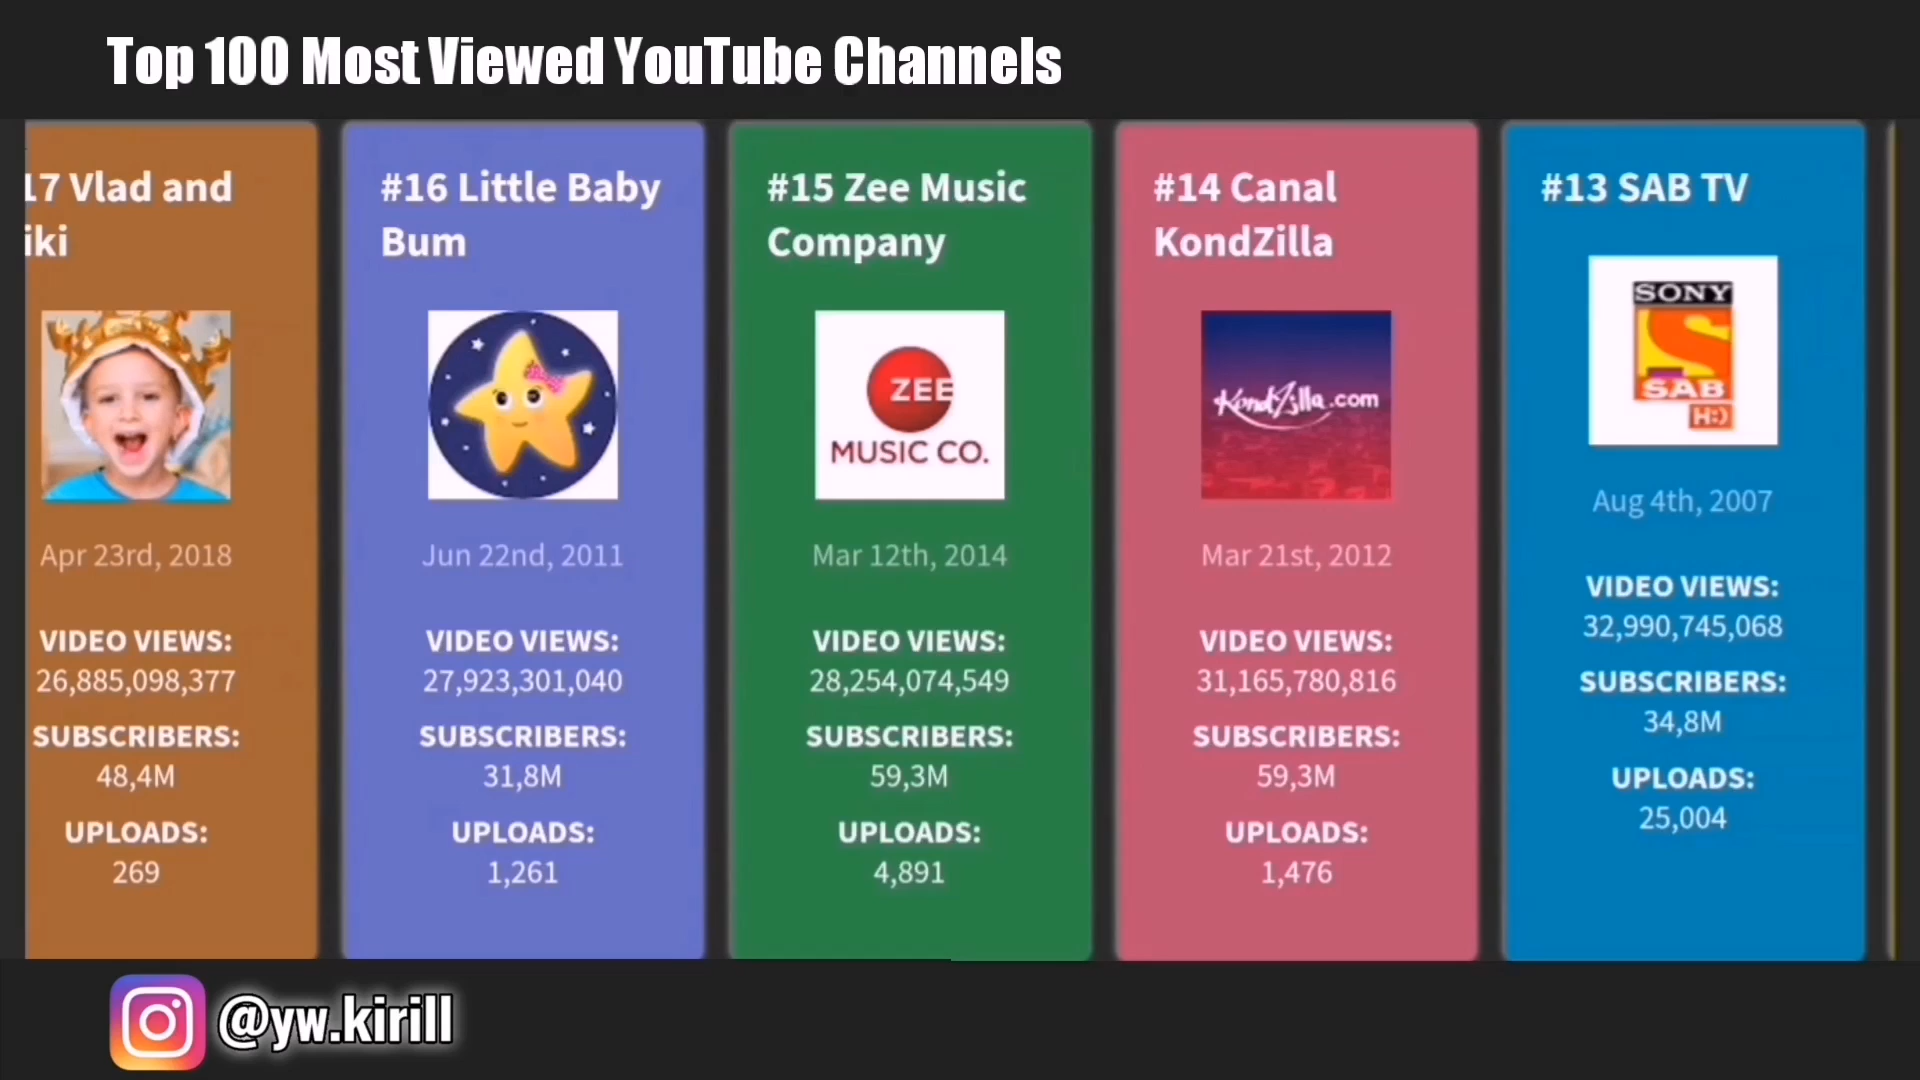 Top 100 Most Viewed YouTube Channels
17 Vlad and
iki
Apr 23rd, 2018
VIDEO VIEWS:
26,885,098,377
SUBSCRIBERS:
48,4M
UPLOADS:
269
#16 Little Baby
Bum
Jun 22nd, 2011
VIDEO VIEWS:
27,923,301,040
SUBSCRIBERS:
31,8M
UPLOADS:
1,261
#15 Zee Music
Company
ZEE
MUSIC CO.
Mar 12th, 2014
VIDEO VIEWS:
28,254,074,549
SUBSCRIBERS:
59,3M
UPLOADS:
4,891
#14 Canal
KondZilla
KondZilla.com
Mar 21st, 2012
VIDEO VIEWS:
31,165,780,816
SUBSCRIBERS:
59,3M
UPLOADS:
1,476
#13 SAB TV
SONY
SAB
HD
Aug 4th, 2007
VIDEO VIEWS:
32,990,745,068
SUBSCRIBERS:
34,8M
UPLOADS:
25,004
@yw.kirill